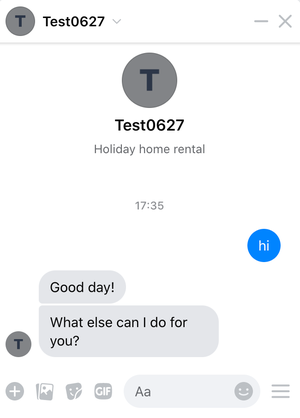 T Test0627
T
Test0627
Holiday home rental
17:35
hi
Good day!
What else can I do for
you?
T
GIF Aa